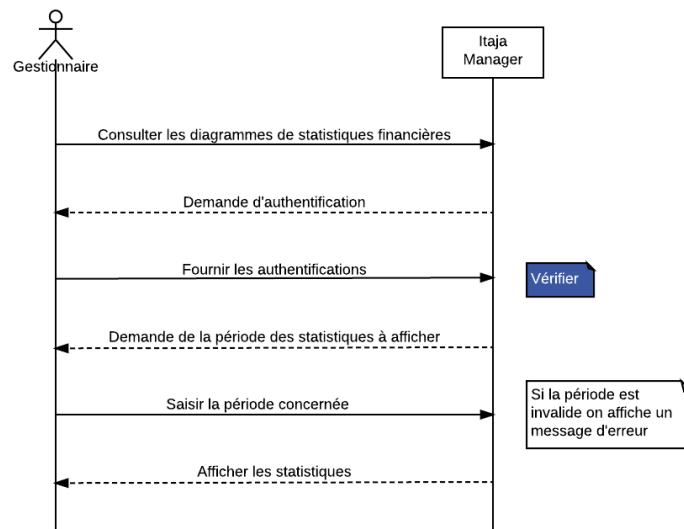 Gestionnaire
Itaja
Manager
Consulter les diagrammes de statistiques financières
Demande d'authentification
Fournir les authentifications
Vérifier
Demande de la période des statistiques à afficher
Saisir la période concernée
Si la période est
invalide on affiche un
message d'erreur
Afficher les statistiques